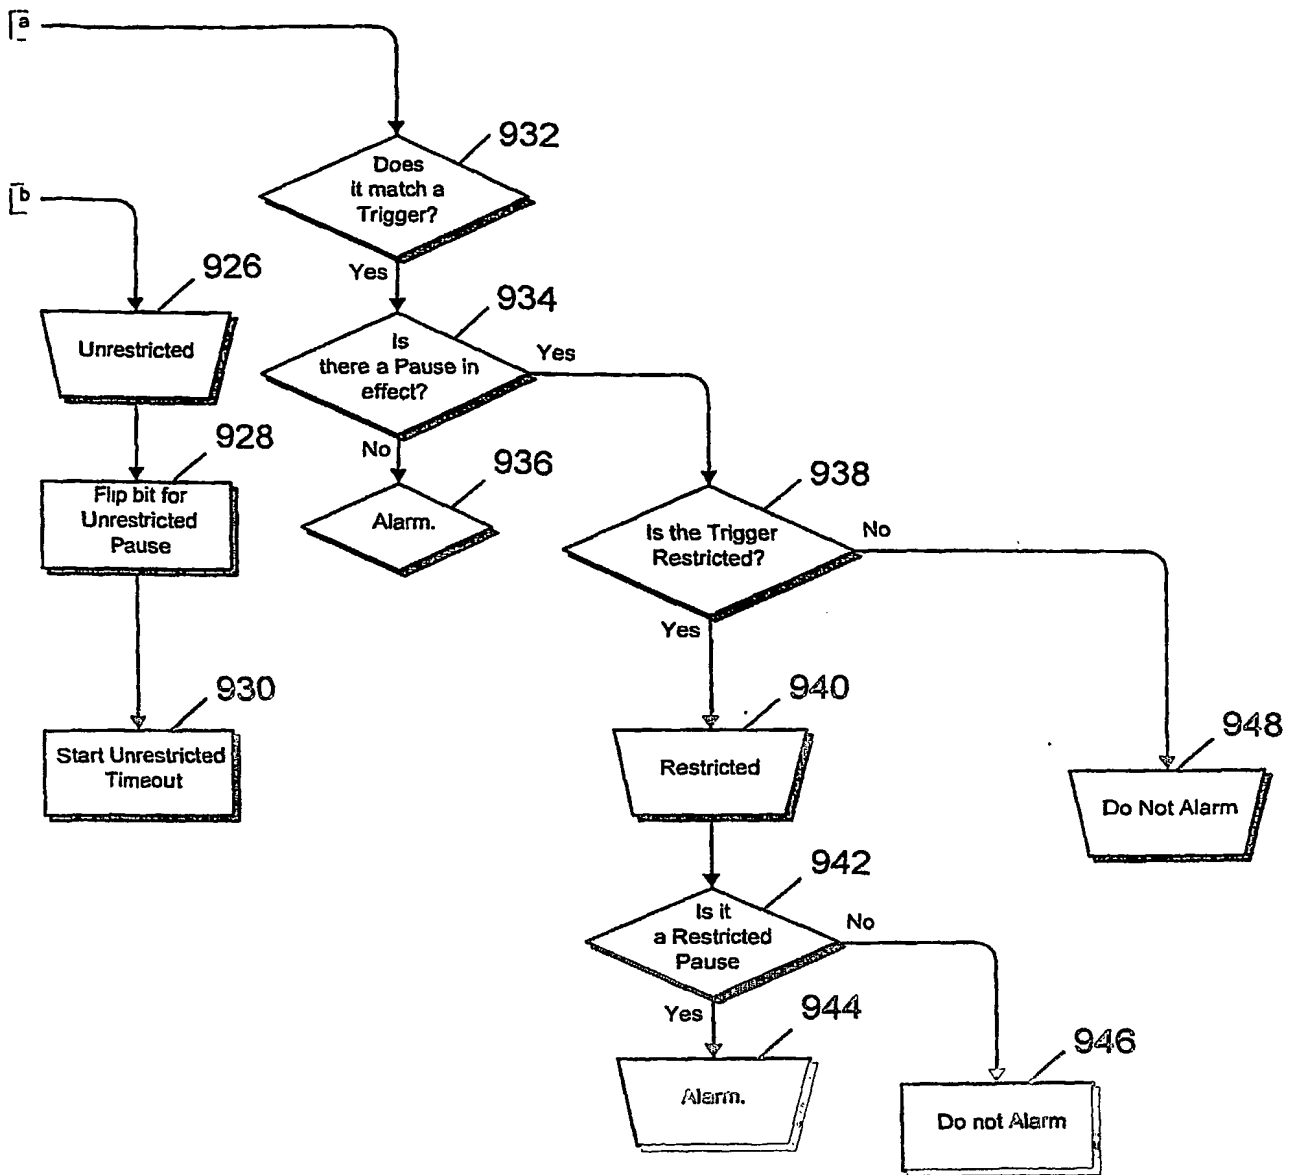 a
932
Does
it match a
Trigger?
b
Yes
926
Unrestricted
934
Is
there a Pause in
effect?
Yes
No
928
Flip bit for
Unrestricted
Pause
936
Alarm.
938
Is the Trigger
Restricted?
No
Yes
930
Start Unrestricted
Timeout
940
Restricted
948
Do Not Alarm
942
Is it
a Restricted
Pause
No
Yes
944
Alarm.
946
Do not Alarm